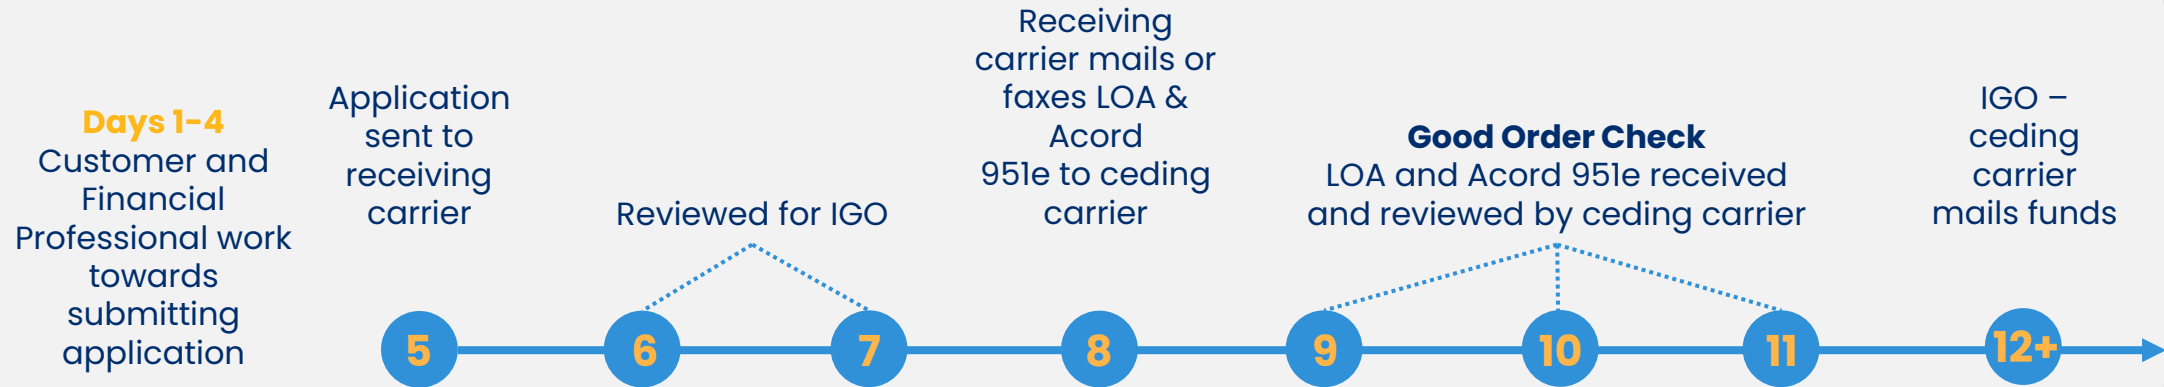 Days 1-4
Customer and
Financial
Professional work
towards
submitting
application
Application
sent to
receiving
carrier
Reviewed for IGO
Receiving
carrier mails or
faxes LOA &
Acord
951e to ceding
carrier
Good Order Check
LOA and Acord 951e received
and reviewed by ceding carrier
IGO –
ceding
carrier
mails funds
5
6
7
8
9
10
11
12+